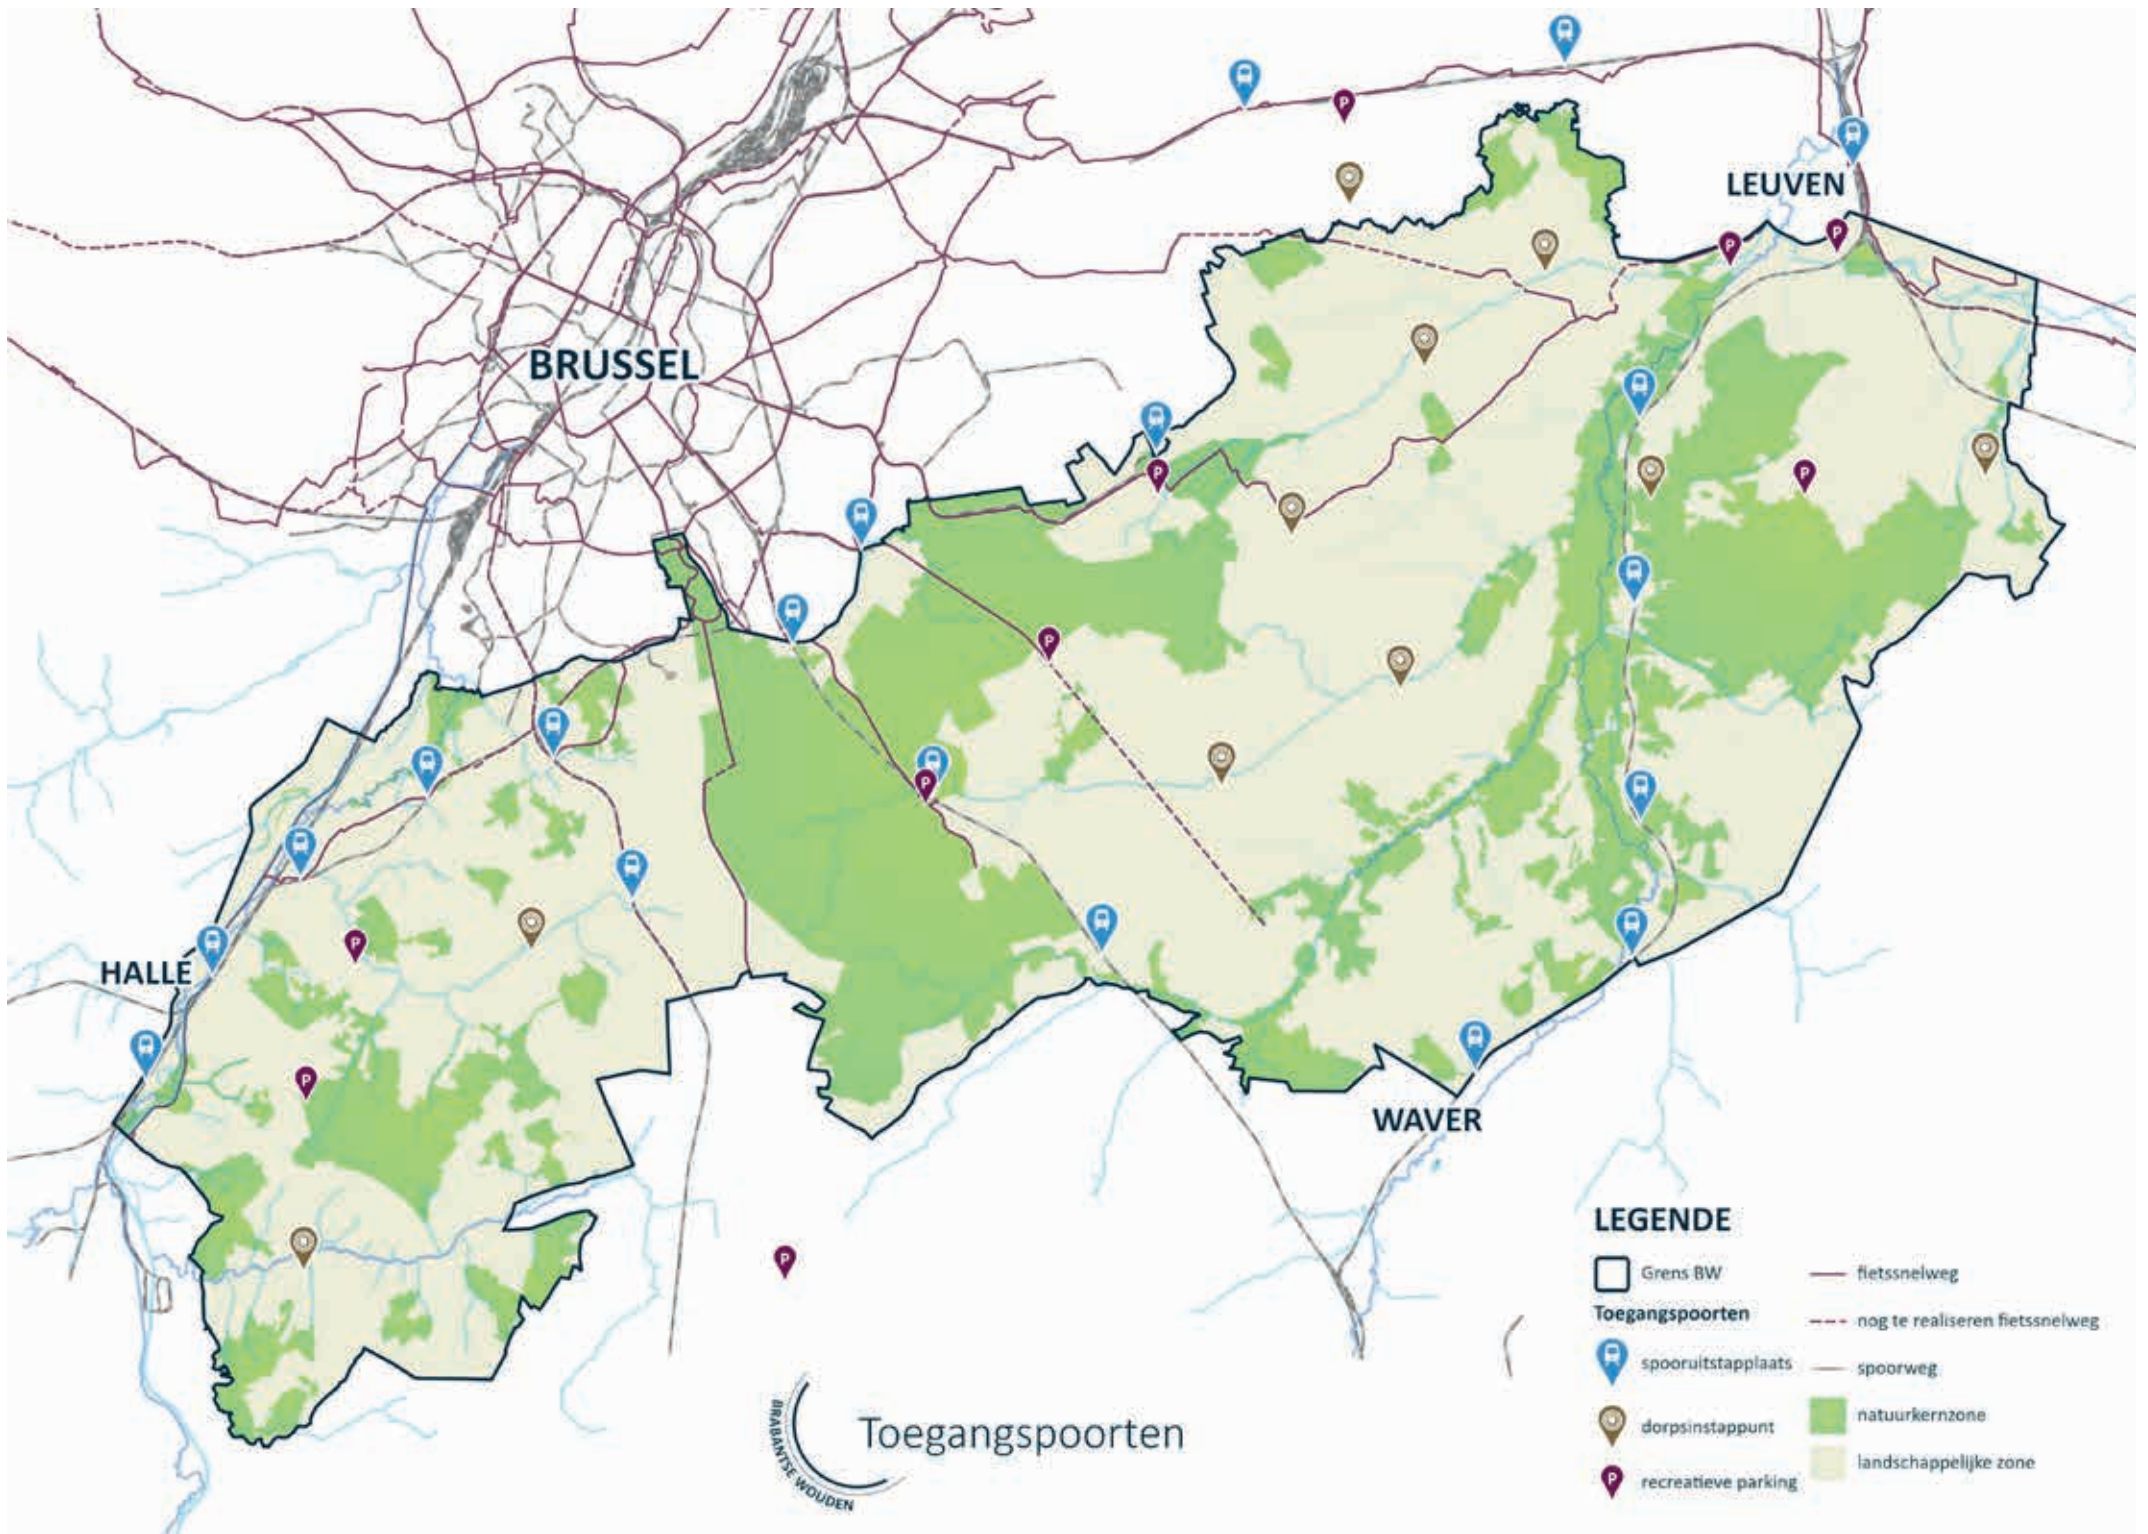 LEUVEN
BRUSSEL
HALLE
WAVER
LEGENDE
Grens BW
Toegangspoorten
spooruitstapplaats
dorpsinstappunt
recreatieve parking
fietssnelweg
nog te realiseren fietssnelweg
spoorweg
natuurkernzone
landschappelijke zone
BRABANTSE WOUDEN
Toegangspoorten
P
P
P
P
P
P
P
P
P
P
P